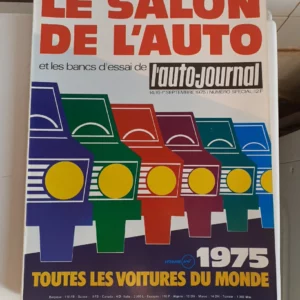 LE SALON
DE L'AUTO
et les bancs d'essai de l'auto-journal
1975
TOUTES LES VOITURES DU MONDE